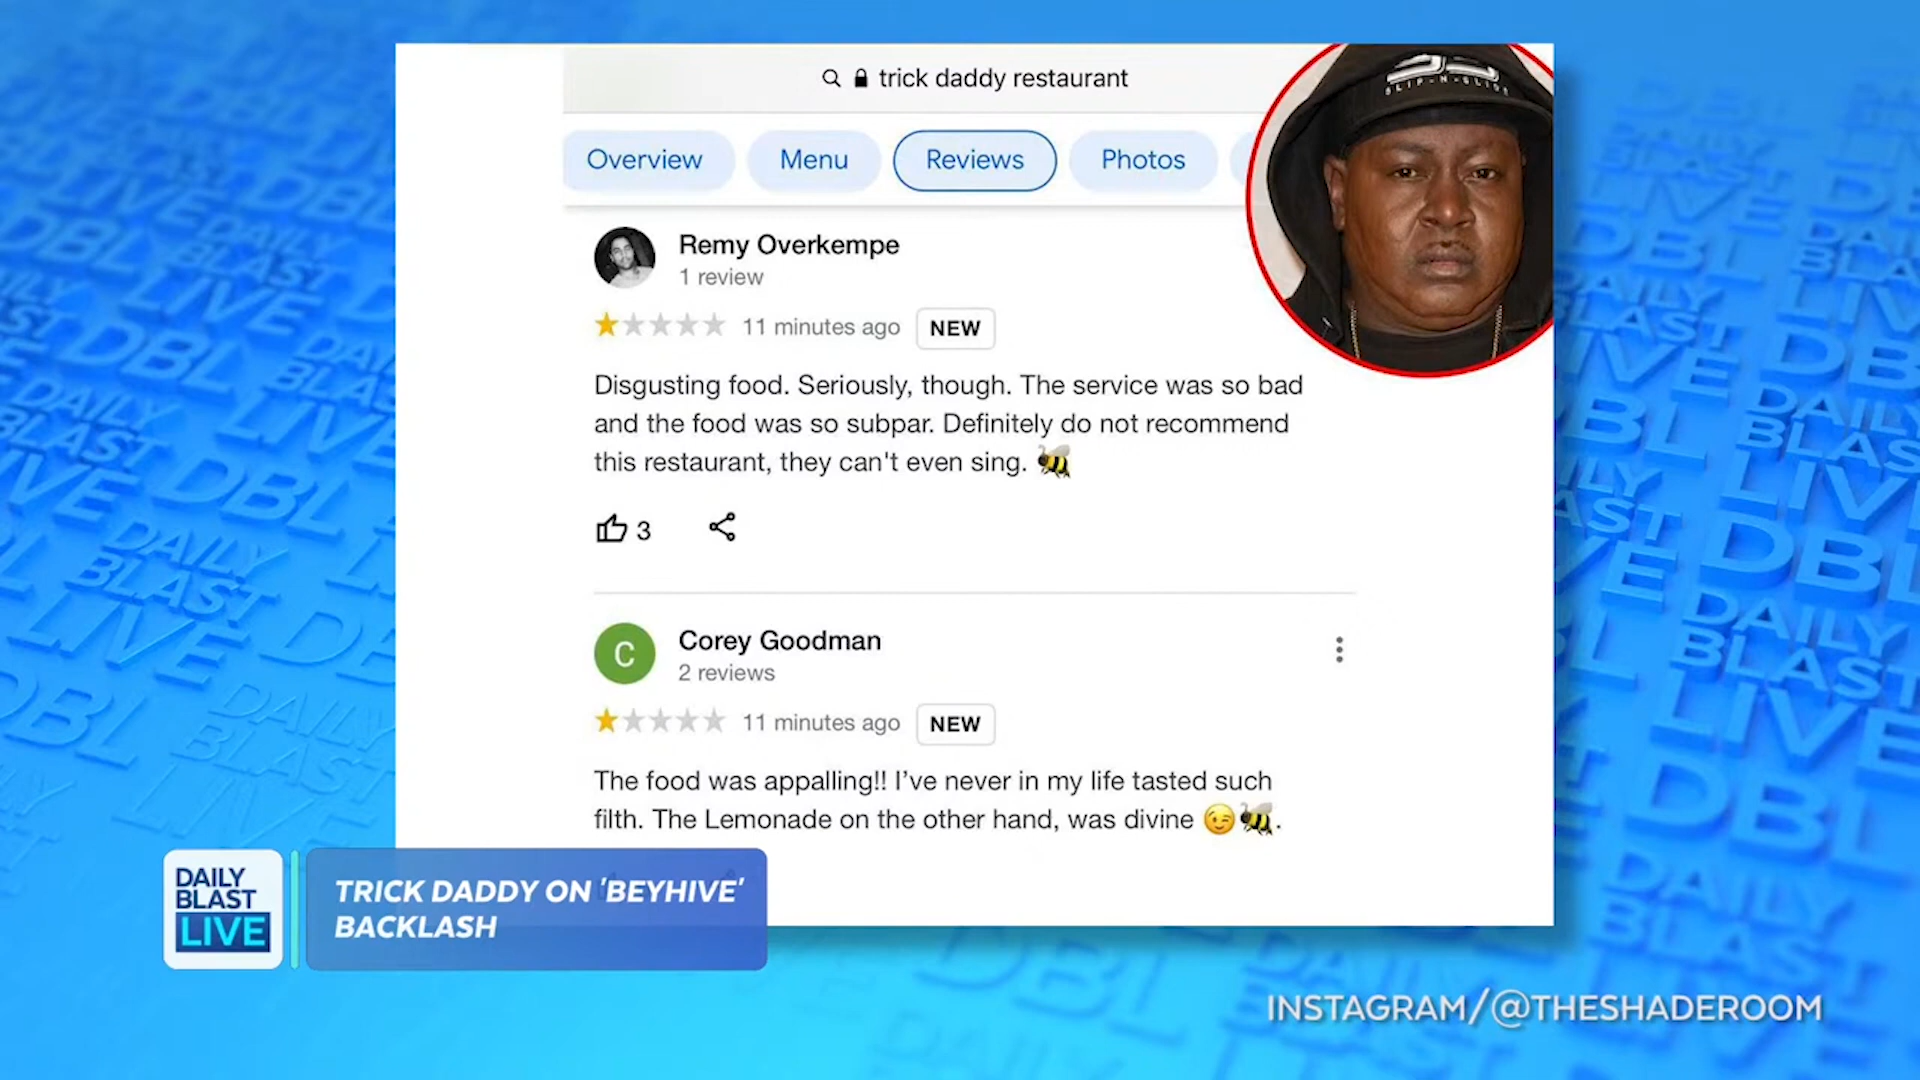 trick daddy restaurant
Overview Menu Reviews Photos
SLIP-N-SLIDE
Remy Overkempe
1 review
11 minutes ago NEW
Disgusting food. Seriously, though. The service was so bad
and the food was so subpar. Definitely do not recommend
this restaurant, they can't even sing. 🐝
3
Corey Goodman
C
2 reviews
11 minutes ago NEW
The food was appalling!! I’ve never in my life tasted such
filth. The Lemonade on the other hand, was divine 😉🐝.
DAILY
BLAST
LIVE
TRICK DADDY ON 'BEYHIVE'
BACKLASH
INSTAGRAM/@THESHADEROOM